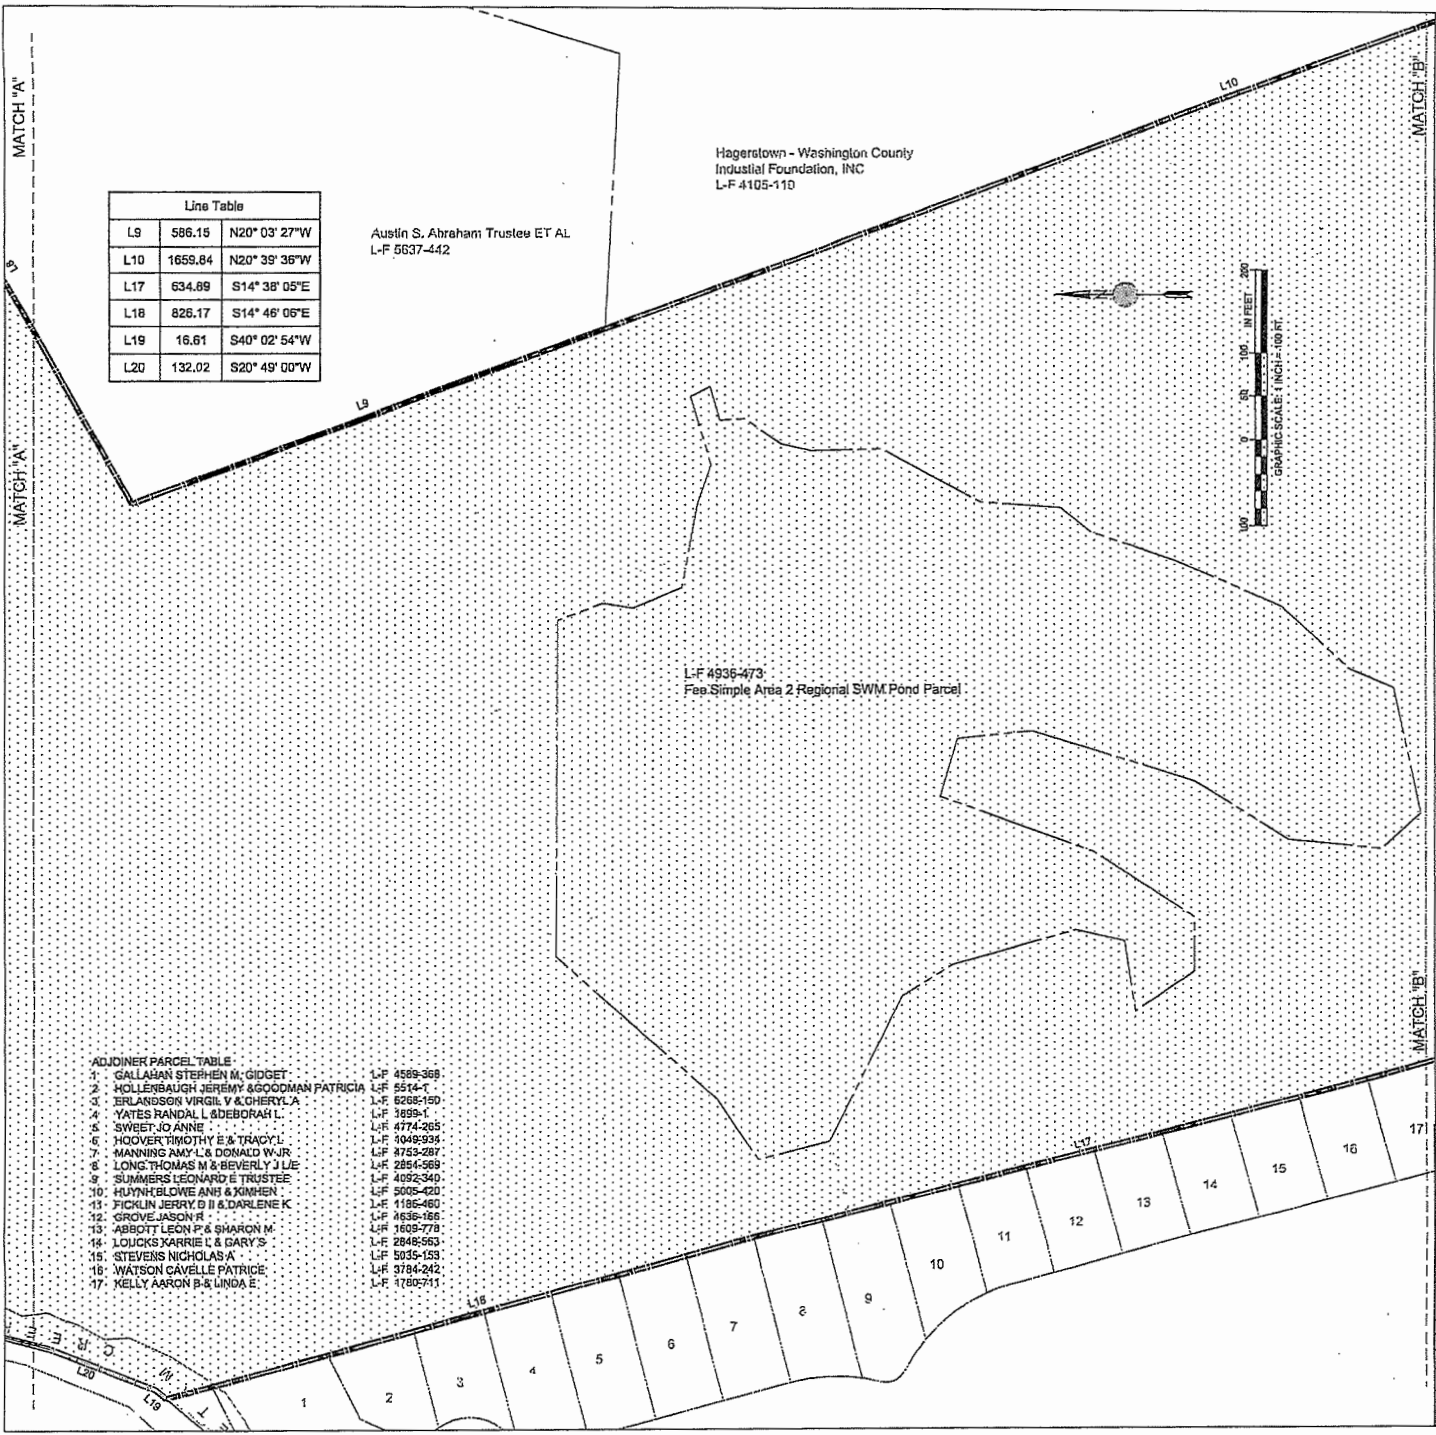 MATCH "A"
MATCH "B"
L10
Hagerstown - Washington County
Industial Foundation, INC
L-F 4105-110
Line Table
L9 586.15 N20° 03' 27"W
L10 1659.84 N20° 39' 36"W
L17 634.89 S14° 38' 05"E
L18 826.17 S14° 46' 06"E
L19 16.61 S40° 02' 54"W
L20 132.02 S20° 49' 00"W
Austin S. Abraham Trustee ET AL
L-F 5637-442
L8
L9
N
200
IN FEET
100
50
0
100
GRAPHIC SCALE: 1 INCH = 100 FT.
MATCH "A"
L-F 4936-473
Fee Simple Area 2 Regional SWM Pond Parcel
MATCH "B"
ADJOINER PARCEL TABLE
1 GALLAHAN STEPHEN M, GIDGET L-F 4589-368
2 HOLLENBAUGH JEREMY &GOODMAN PATRICIA L-F 5514-1
3 ERLANDSON VIRGIL V & CHERYL A L-F 6268-150
4 YATES RANDAL L &DEBORAH L L-F 1899-1
5 SWEET JO ANNE L-F 4774-265
6 HOOVER TIMOTHY E & TRACY L L-F 1049-934
7 MANNING AMY L & DONALD W JR L-F 4753-287
8 LONG THOMAS M & BEVERLY J L/E L-F 2854-569
9 SUMMERS LEONARD E TRUSTEE L-F 4092-340
10 HUYNH BLOWE ANH & KIMHEN L-F 5005-420
11 FICKLIN JERRY D II & DARLENE K L-F 1186-460
12 GROVE JASON R L-F 4636-166
13 ABBOTT LEON P & SHARON M L-F 1609-778
14 LOUCKS KARRIE L & GARY S L-F 2848-563
15 STEVENS NICHOLAS A L-F 5035-153
16 WATSON CAVELLE PATRICE L-F 3784-242
17 KELLY AARON B & LINDA E L-F 1780-711
L17
L18
L20
L19
CREE
W
T
1
2
3
4
5
6
7
8
9
10
11
12
13
14
15
16
17